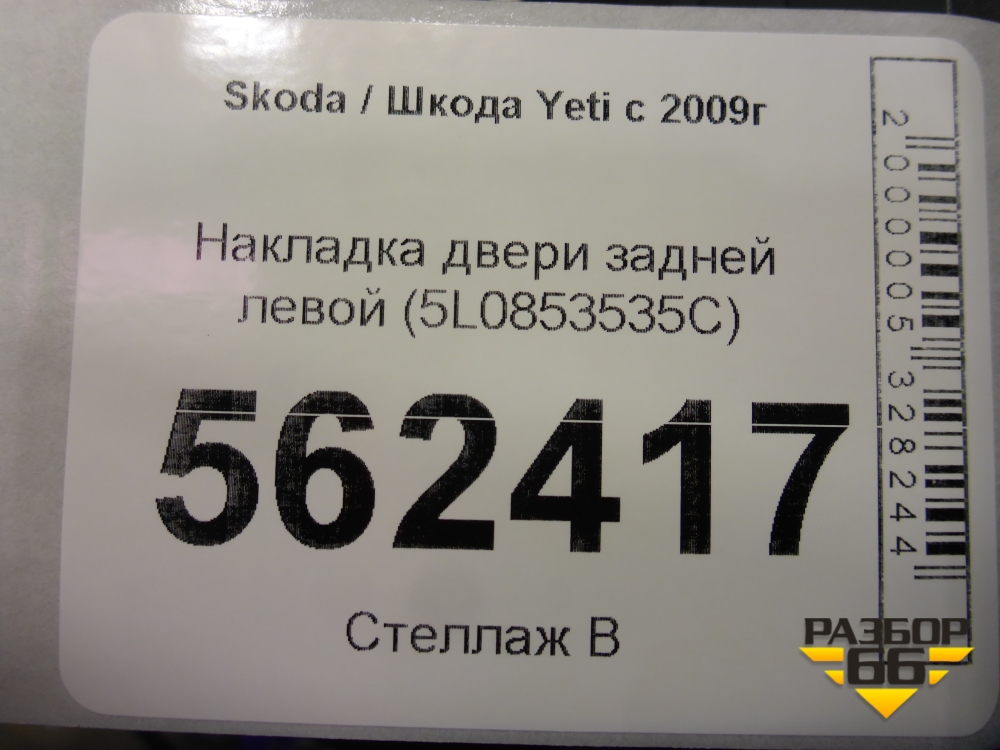 Skoda / Шкода Yeti с 2009г
Накладка двери задней
левой (5L0853535C)
562417
Стеллаж В
2000005328244
РАЗБОР
66